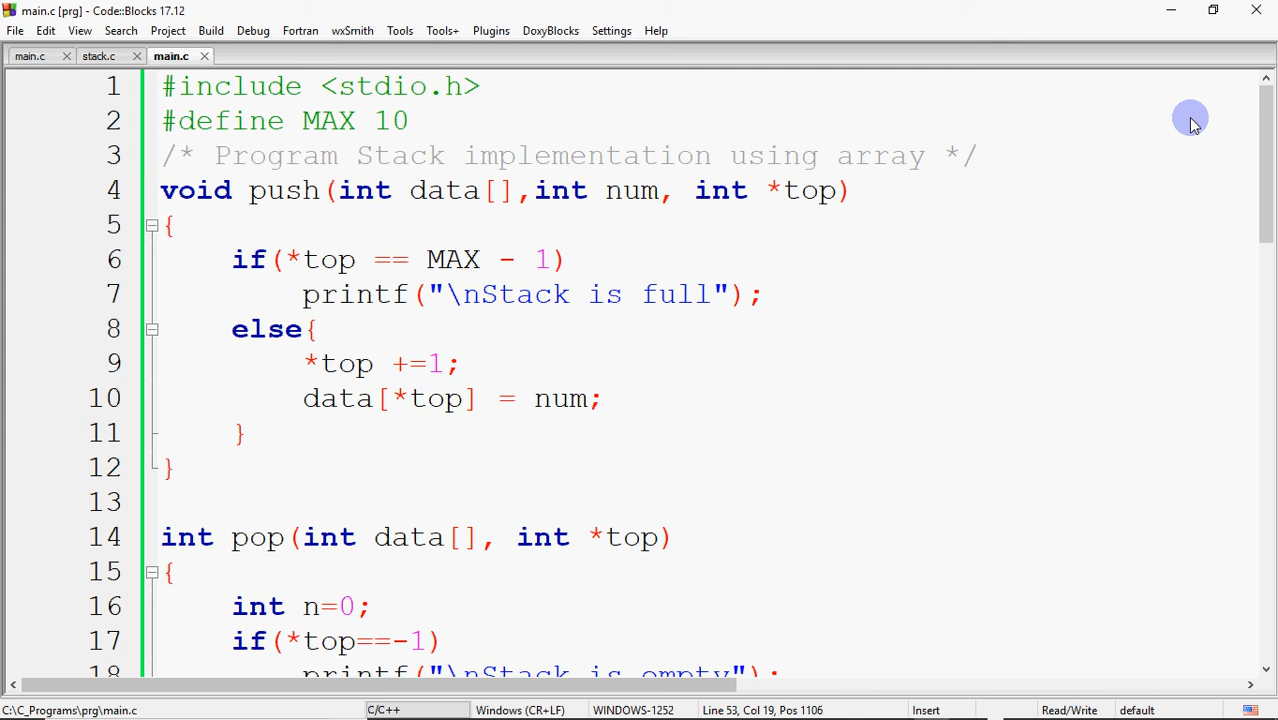 main.c [prg] - Code::Blocks 17.12
File Edit View Search Project Build Debug Fortran wxSmith Tools Tools+ Plugins DoxyBlocks Settings Help
main.c stack.c main.c
1 #include <stdio.h>
2 #define MAX 10
3 /* Program Stack implementation using array */
4 void push(int data[],int num, int *top)
5 {
6 if(*top == MAX - 1)
7 printf("\nStack is full");
8 else{
9 *top +=1;
10 data[*top] = num;
11 }
12 }
13
14 int pop(int data[], int *top)
15 {
16 int n=0;
17 if(*top==-1)
18 printf("\nStack is empty");
C:\C_Programs\prg\main.c C/C++ Windows (CR+LF) WINDOWS-1252 Line 53, Col 19, Pos 1106 Insert Read/Write default